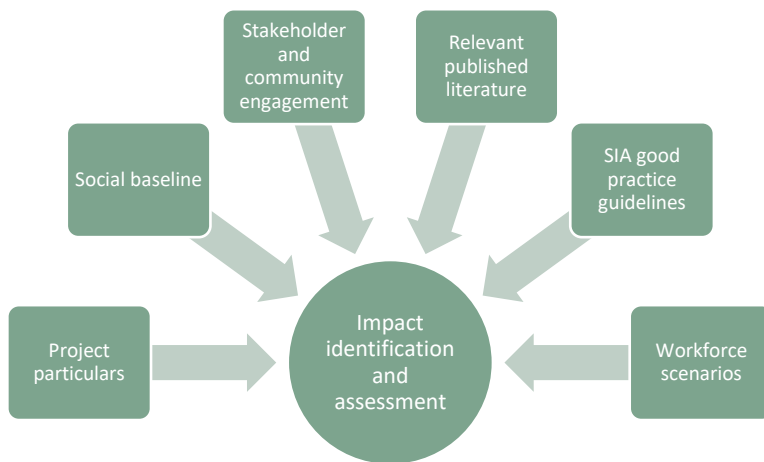 Stakeholder
and
community
engagement
Relevant
published
literature
Social baseline
SIA good
practice
guidelines
Project
particulars
Impact
identification
and
assessment
Workforce
scenarios